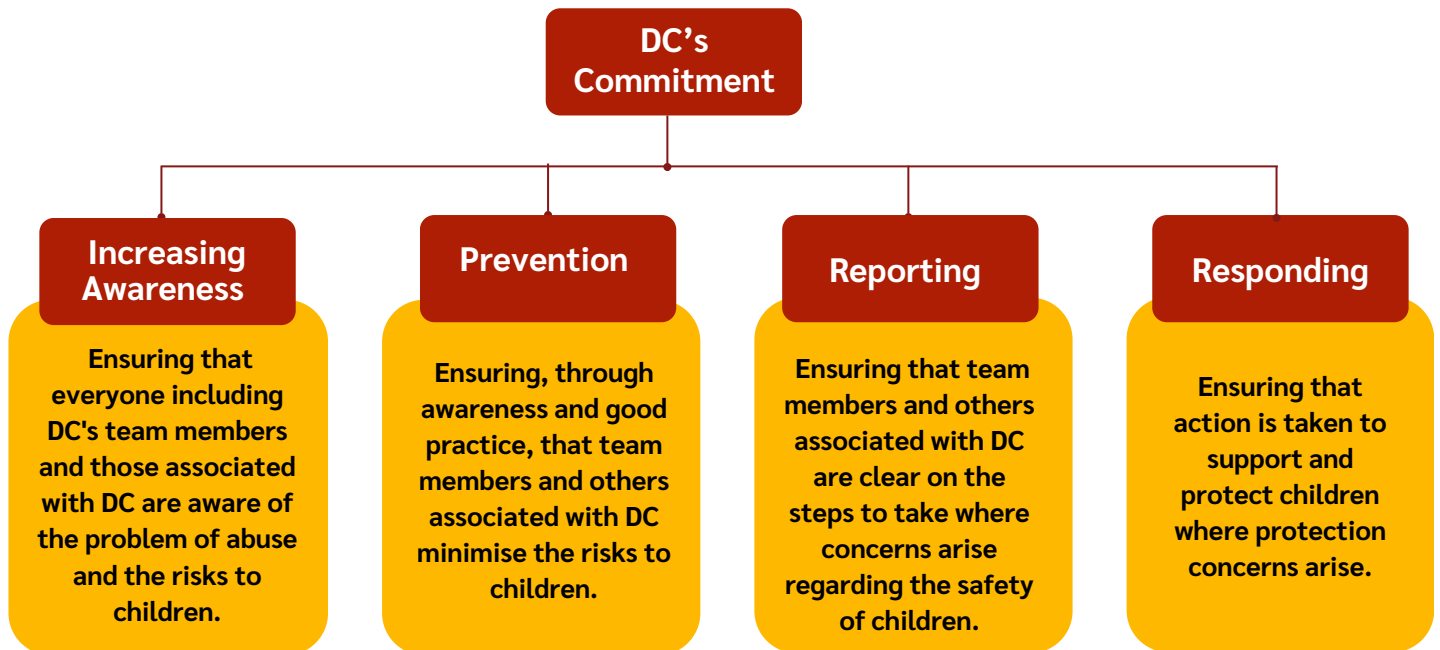 DC’s
Commitment
Increasing
Awareness
Ensuring that
everyone including
DC's team members
and those associated
with DC are aware of
the problem of abuse
and the risks to
children.
Prevention
Ensuring, through
awareness and good
practice, that team
members and others
associated with DC
minimise the risks to
children.
Reporting
Ensuring that team
members and others
associated with DC
are clear on the
steps to take where
concerns arise
regarding the safety
of children.
Responding
Ensuring that
action is taken to
support and
protect children
where protection
concerns arise.